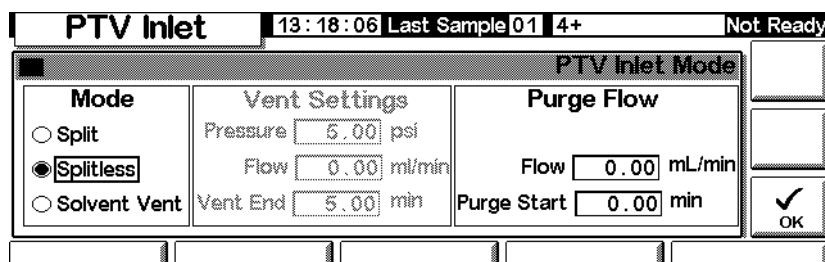 PTV Inlet 13:18:06 Last Sample 01 4+ Not Ready
PTV Inlet Mode
Mode Vent Settings Purge Flow
Split Pressure 5.00 psi
Splitless Flow 0.00 ml/min Flow 0.00 mL/min
Solvent Vent Vent End 5.00 min Purge Start 0.00 min
OK